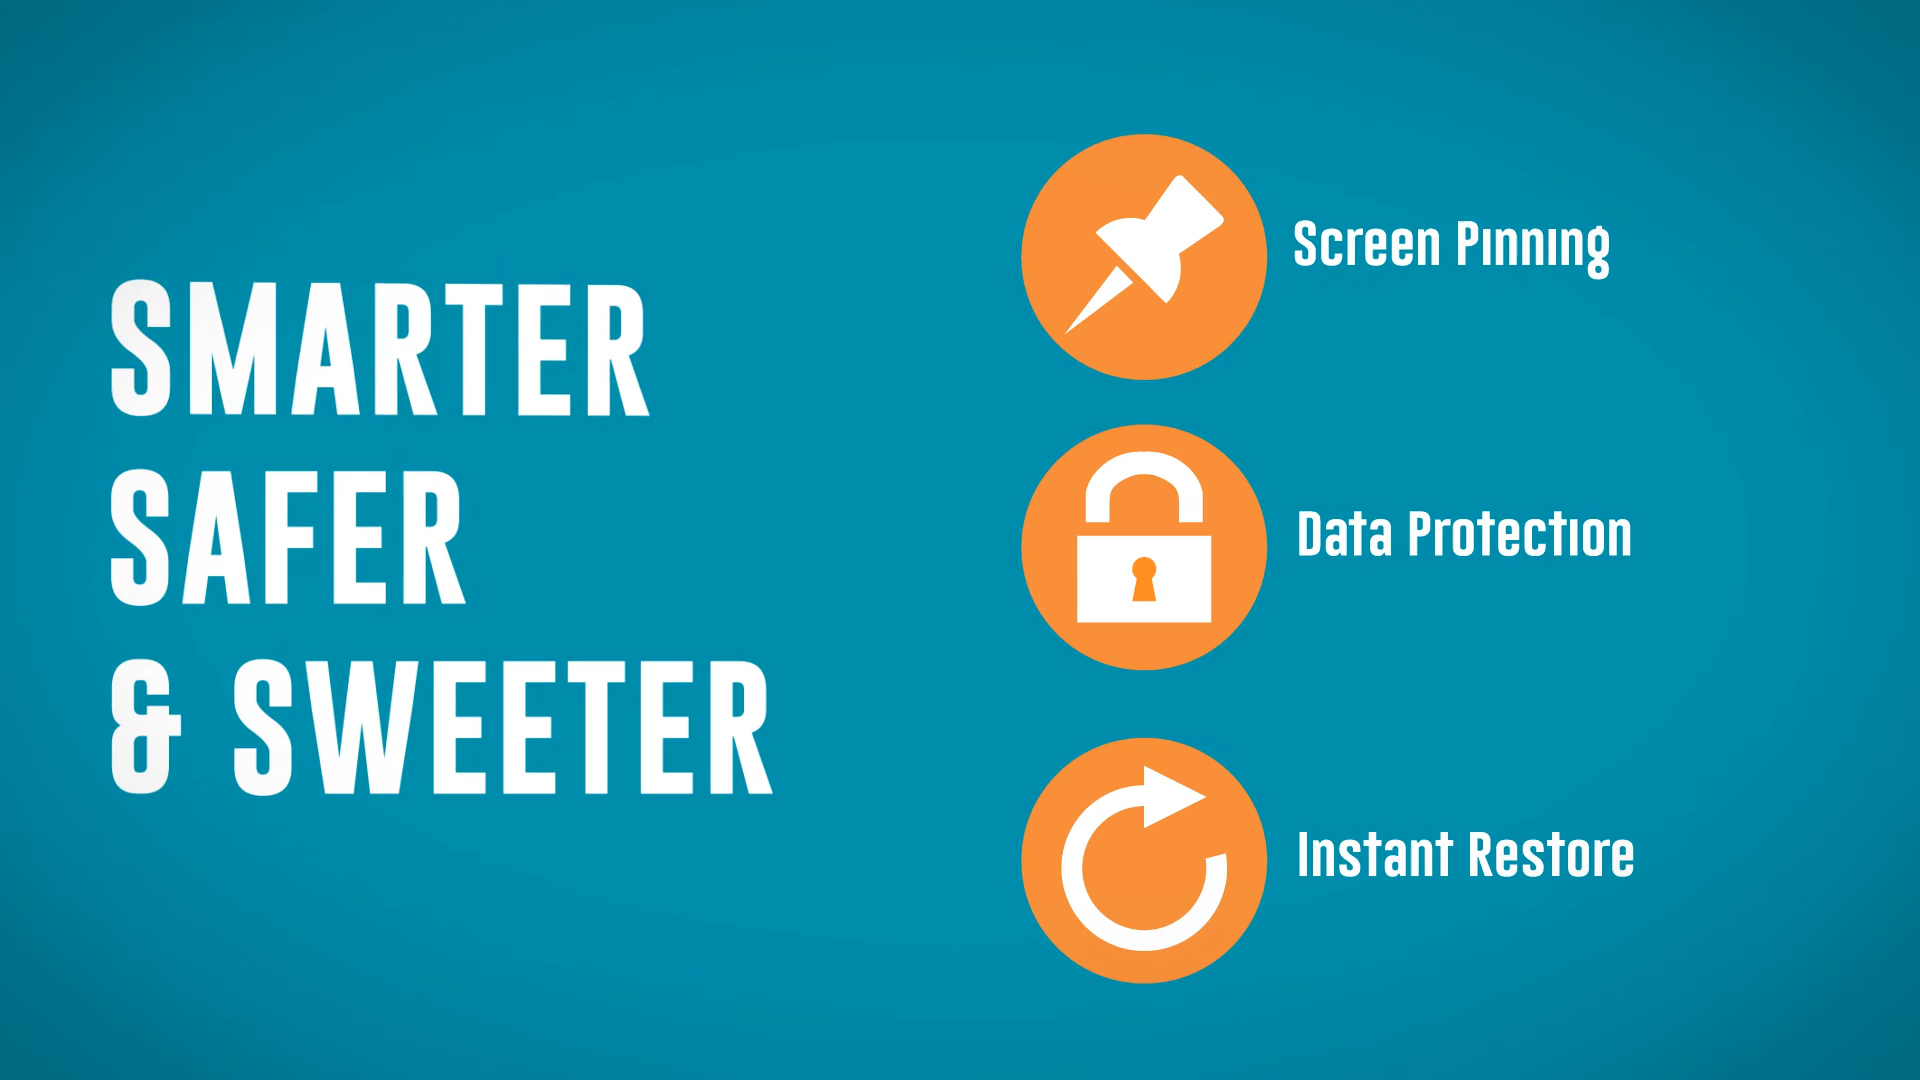 SMARTER
SAFER
& SWEETER
Screen Pinning
Data Protection
Instant Restore